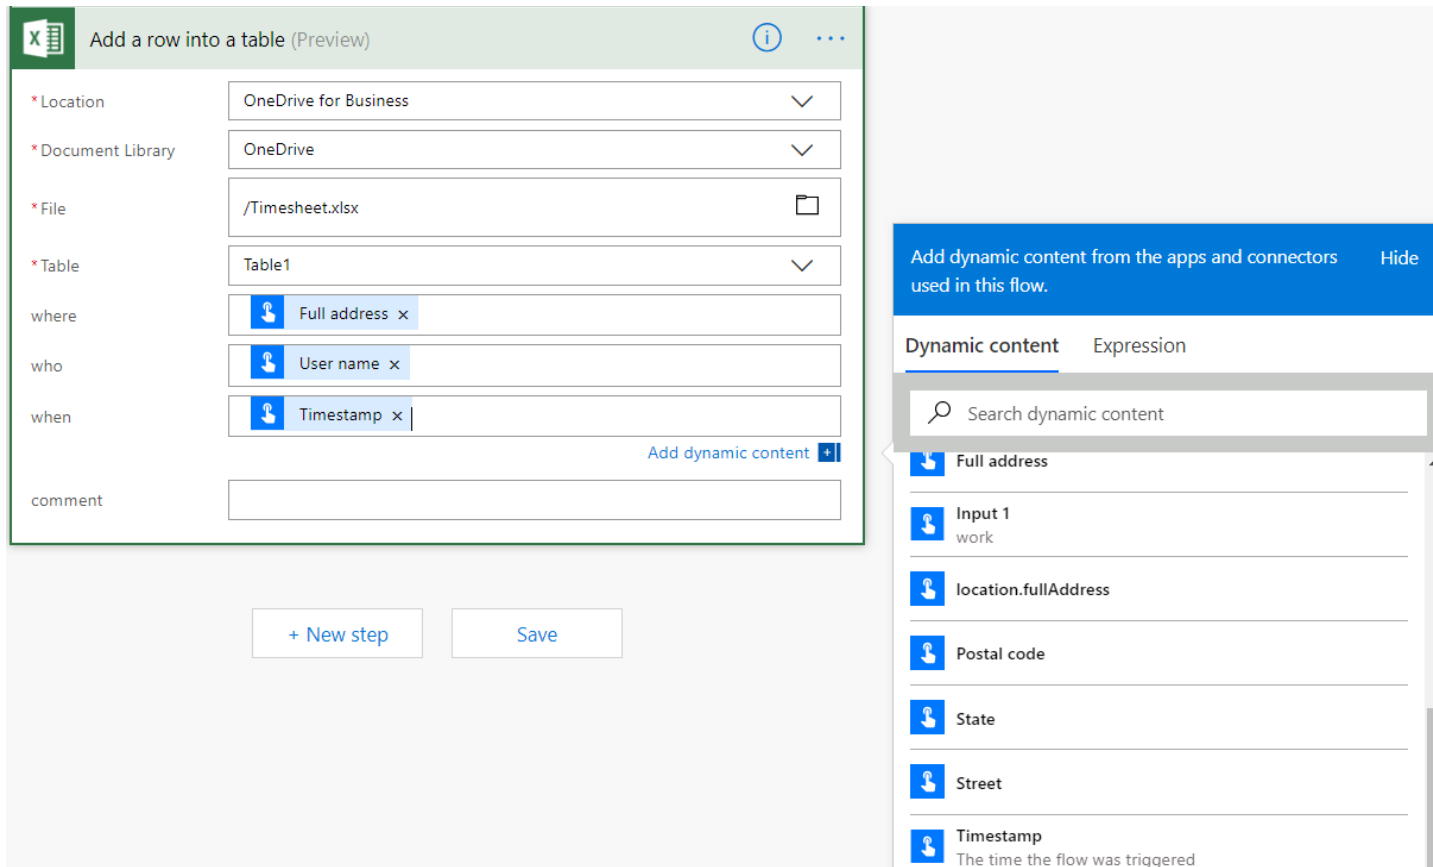 Add a row into a table (Preview)
* Location
OneDrive for Business
* Document Library
OneDrive
* File
/Timesheet.xlsx
* Table
Table1
where
Full address ×
who
User name ×
when
Timestamp ×
Add dynamic content
comment
+ New step
Save
Add dynamic content from the apps and connectors
used in this flow.
Hide
Dynamic content
Expression
Search dynamic content
Full address
Input 1
work
location.fullAddress
Postal code
State
Street
Timestamp
The time the flow was triggered